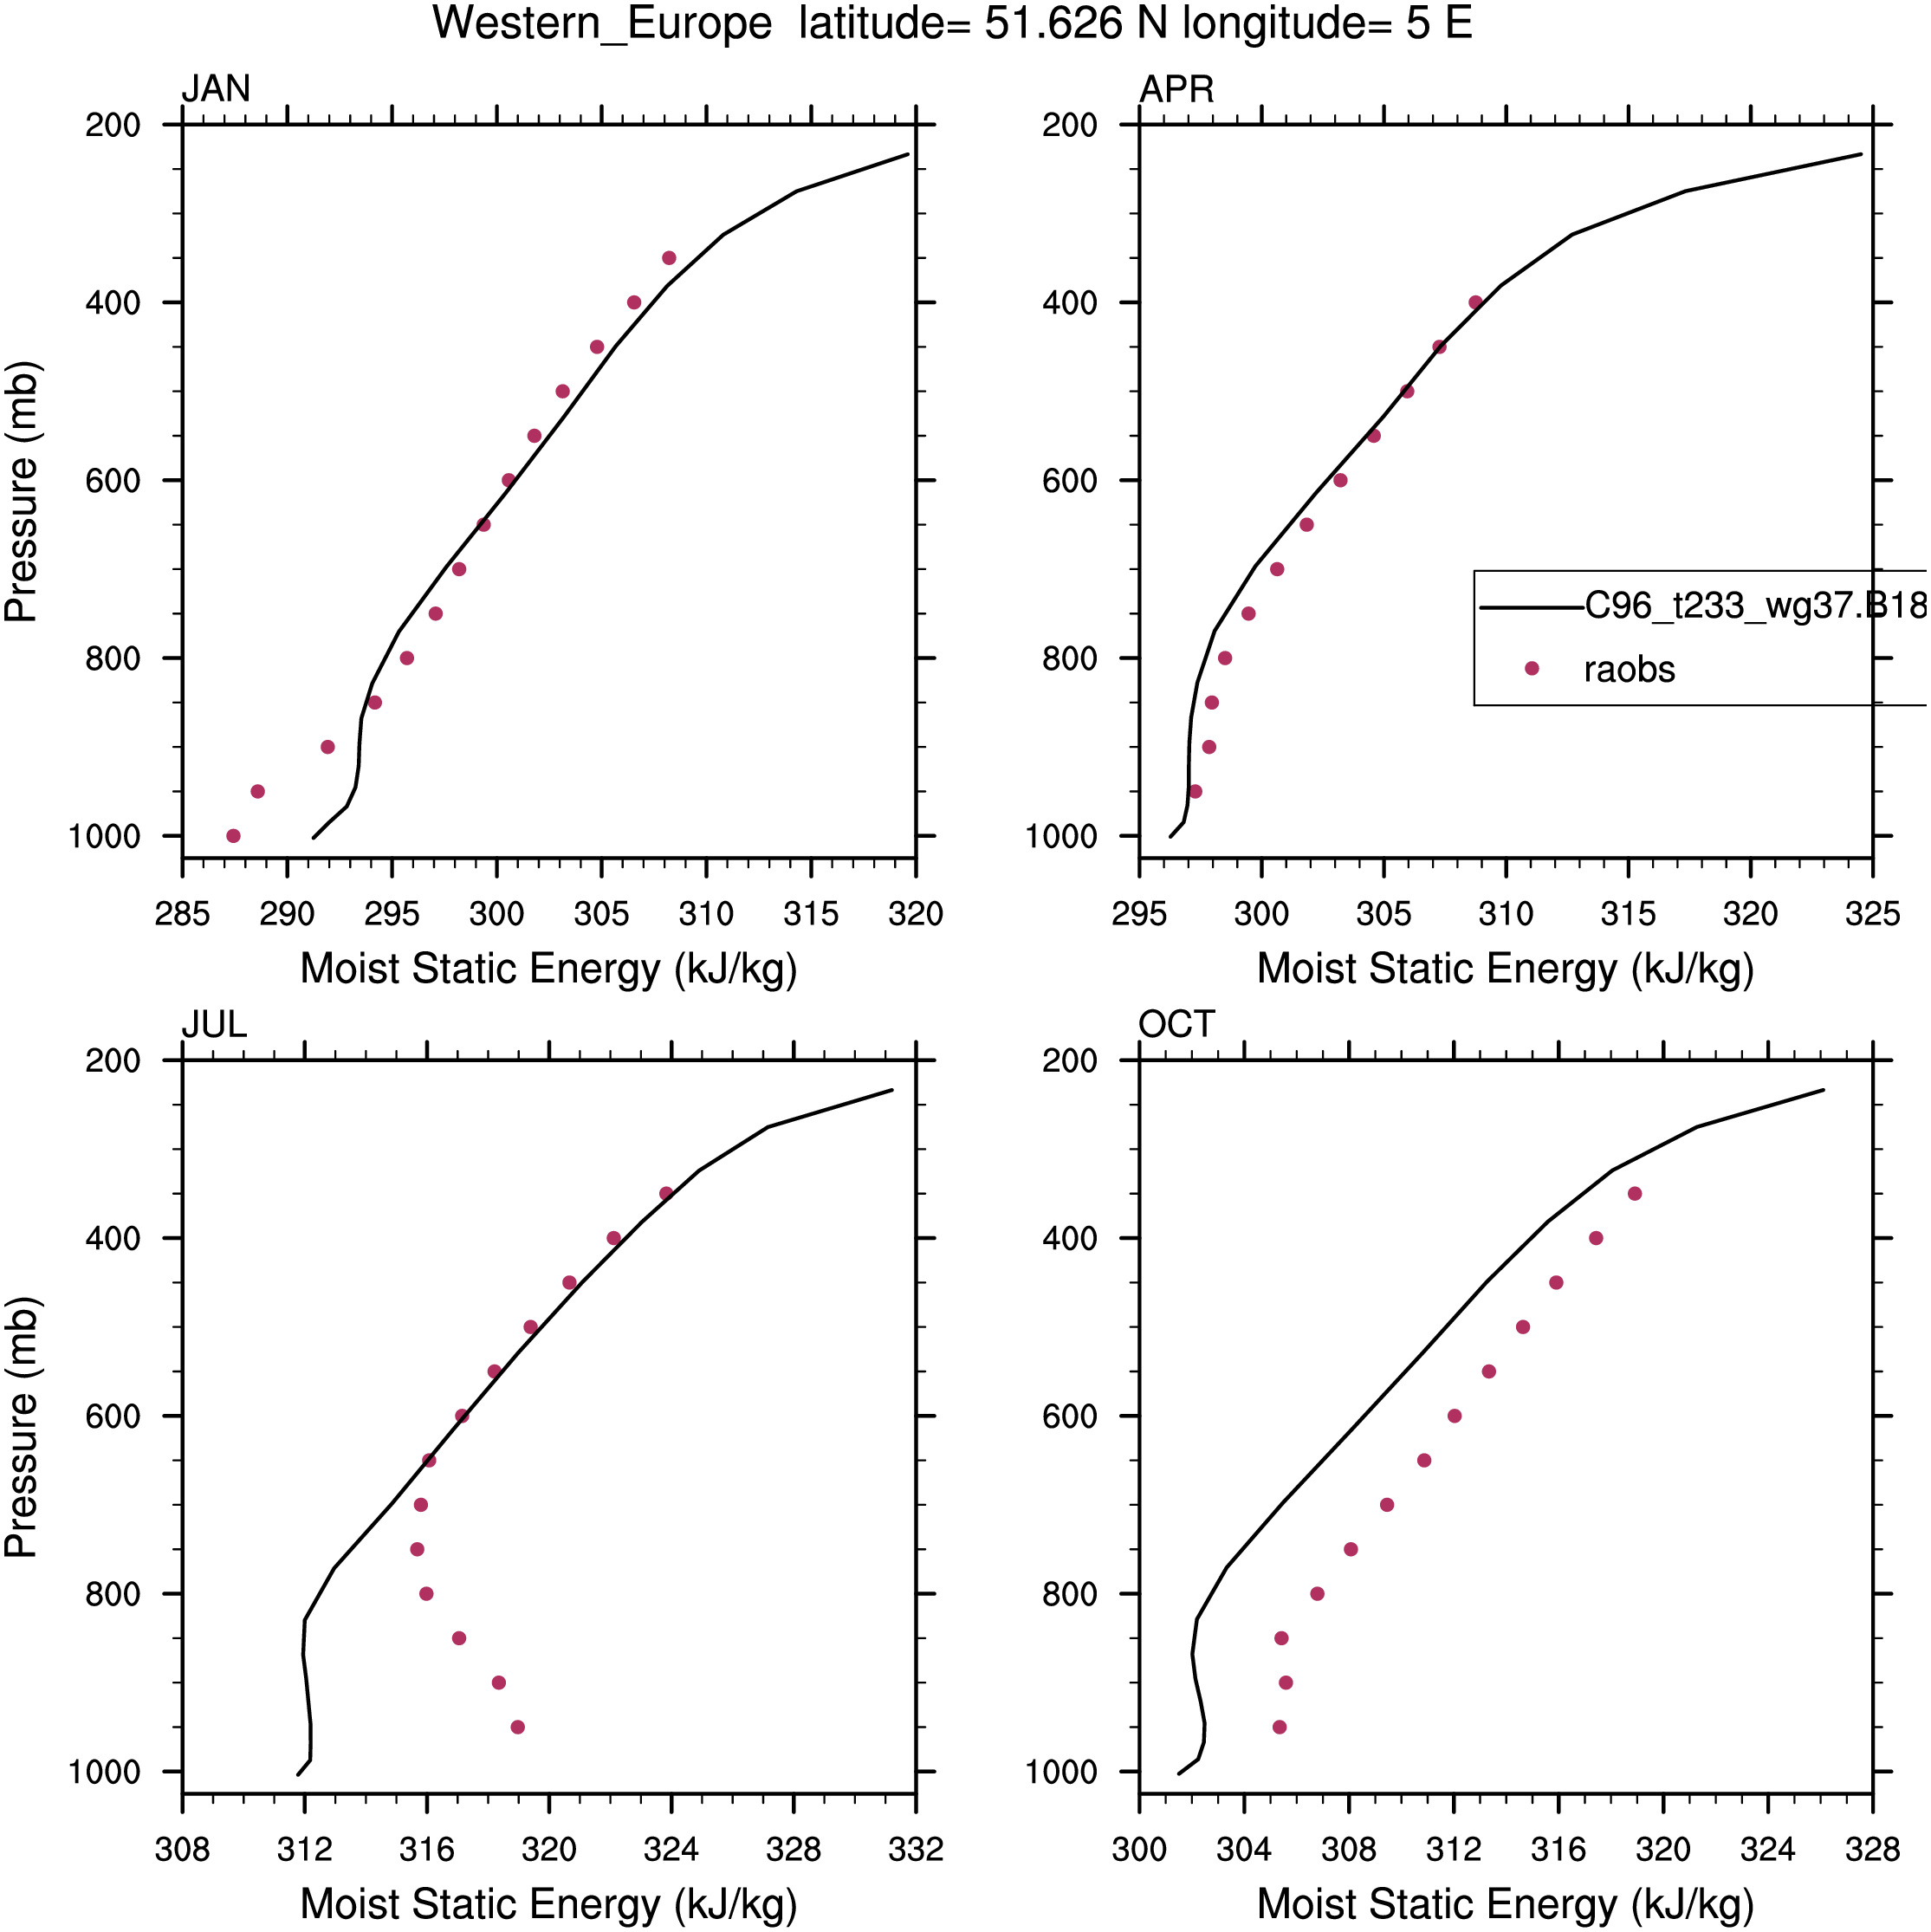 Western_Europe latitude= 51.626 N longitude= 5 E
JAN
200
400
600
800
1000
Pressure (mb)
285 290 295 300 305 310 315 320
Moist Static Energy (kJ/kg)
APR
200
400
600
800
1000
C96_t233_wg37.B18
raobs
295 300 305 310 315 320 325
Moist Static Energy (kJ/kg)
JUL
200
400
600
800
1000
Pressure (mb)
308 312 316 320 324 328 332
Moist Static Energy (kJ/kg)
OCT
200
400
600
800
1000
300 304 308 312 316 320 324 328
Moist Static Energy (kJ/kg)